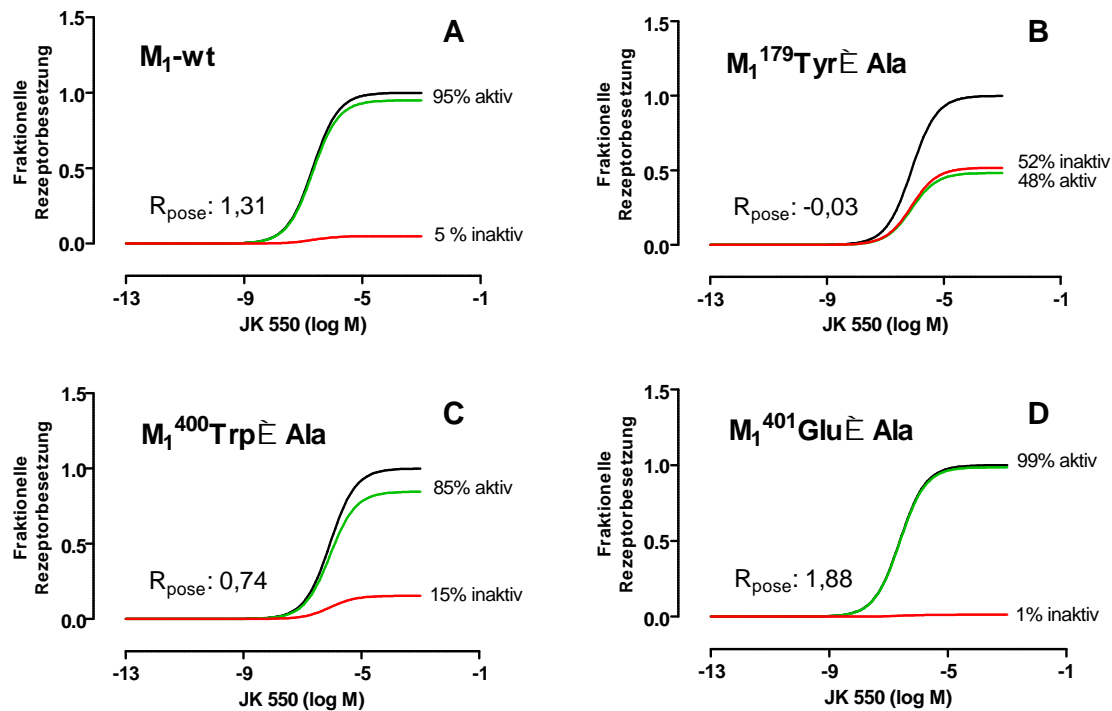 A
M₁-wt
Fraktionelle
Rezeptorbesetzung
1.5
1.0
0.5
0.0
95% aktiv
5 % inaktiv
Rpose: 1,31
-13
-9
-5
-1
JK 550 (log M)
B
M₁¹⁷⁹TyrÈ Ala
Fraktionelle
Rezeptorbesetzung
1.5
1.0
0.5
0.0
52% inaktiv
48% aktiv
Rpose: -0,03
-13
-9
-5
-1
JK 550 (log M)
C
M₁⁴⁰⁰TrpÈ Ala
Fraktionelle
Rezeptorbesetzung
1.5
1.0
0.5
0.0
85% aktiv
15% inaktiv
Rpose: 0,74
-13
-9
-5
-1
JK 550 (log M)
D
M₁⁴⁰¹GluÈ Ala
Fraktionelle
Rezeptorbesetzung
1.5
1.0
0.5
0.0
99% aktiv
1% inaktiv
Rpose: 1,88
-13
-9
-5
-1
JK 550 (log M)